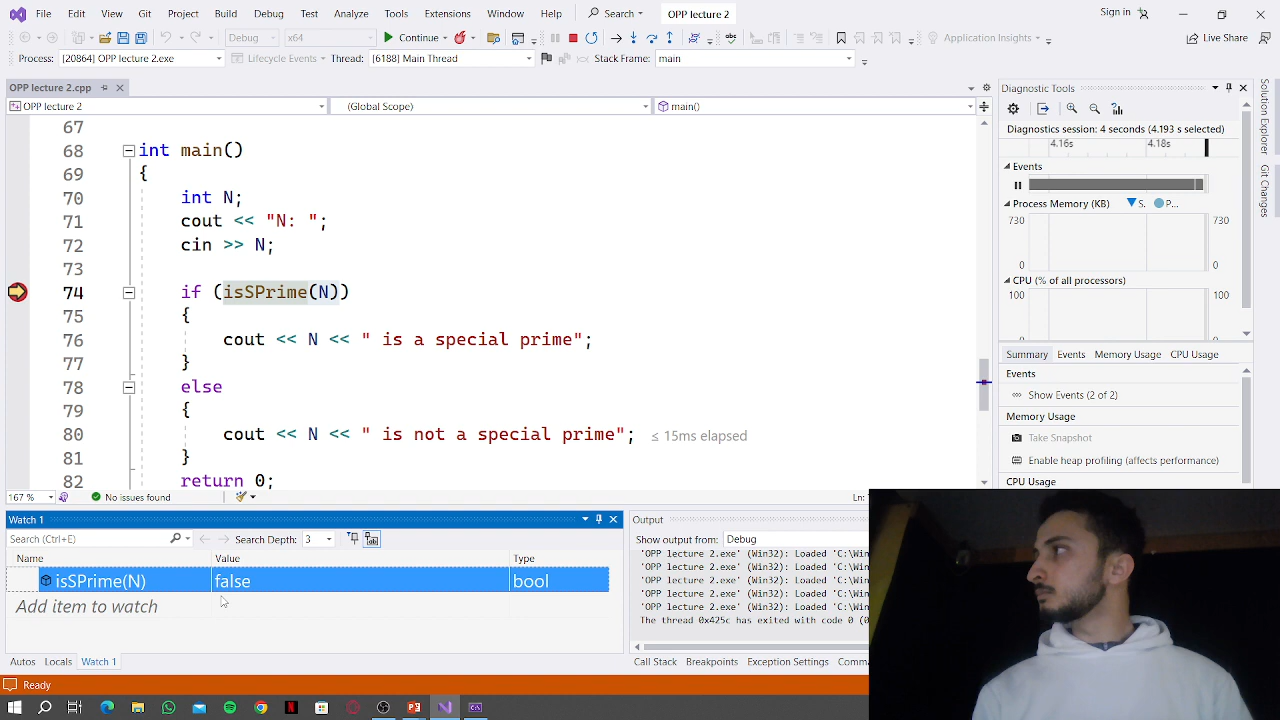 File Edit View Git Project Build Debug Test Analyze Tools Extensions Window Help Search OPP lecture 2 Sign in
Debug x64 Continue Application Insights Live Share
Process: [20864] OPP lecture 2.exe Lifecycle Events Thread: [6188] Main Thread Stack Frame: main
OPP lecture 2.cpp
OPP lecture 2 (Global Scope) main()
67
68 int main()
69 {
70 int N;
71 cout << "N: ";
72 cin >> N;
73
74 if (isSPrime(N))
75 {
76 cout << N << " is a special prime";
77 }
78 else
79 {
80 cout << N << " is not a special prime"; ≤ 15ms elapsed
81 }
82 return 0;
167 % No issues found Ln:
Diagnostic Tools
Diagnostics session: 4 seconds (4.193 s selected)
4.16s 4.18s
Events
Process Memory (KB) S. P...
730 730
0 0
CPU (% of all processors)
100 100
Summary Events Memory Usage CPU Usage
Events
Show Events (2 of 2)
Memory Usage
Take Snapshot
Enable heap profiling (affects performance)
CPU Usage
Solution Explorer
Git Changes
Watch 1
Search (Ctrl+E) Search Depth: 3
Name Value Type
isSPrime(N) false bool
Add item to watch
Autos Locals Watch 1
Output
Show output from: Debug
'OPP lecture 2.exe' (Win32): Loaded 'C:\Win
'OPP lecture 2.exe' (Win32): Loaded 'C:\Win
'OPP lecture 2.exe' (Win32): Loaded 'C:\Win
'OPP lecture 2.exe' (Win32): Loaded 'C:\Win
'OPP lecture 2.exe' (Win32): Loaded 'C:\Win
The thread 0x425c has exited with code 0 (0
Call Stack Breakpoints Exception Settings Comma
Ready